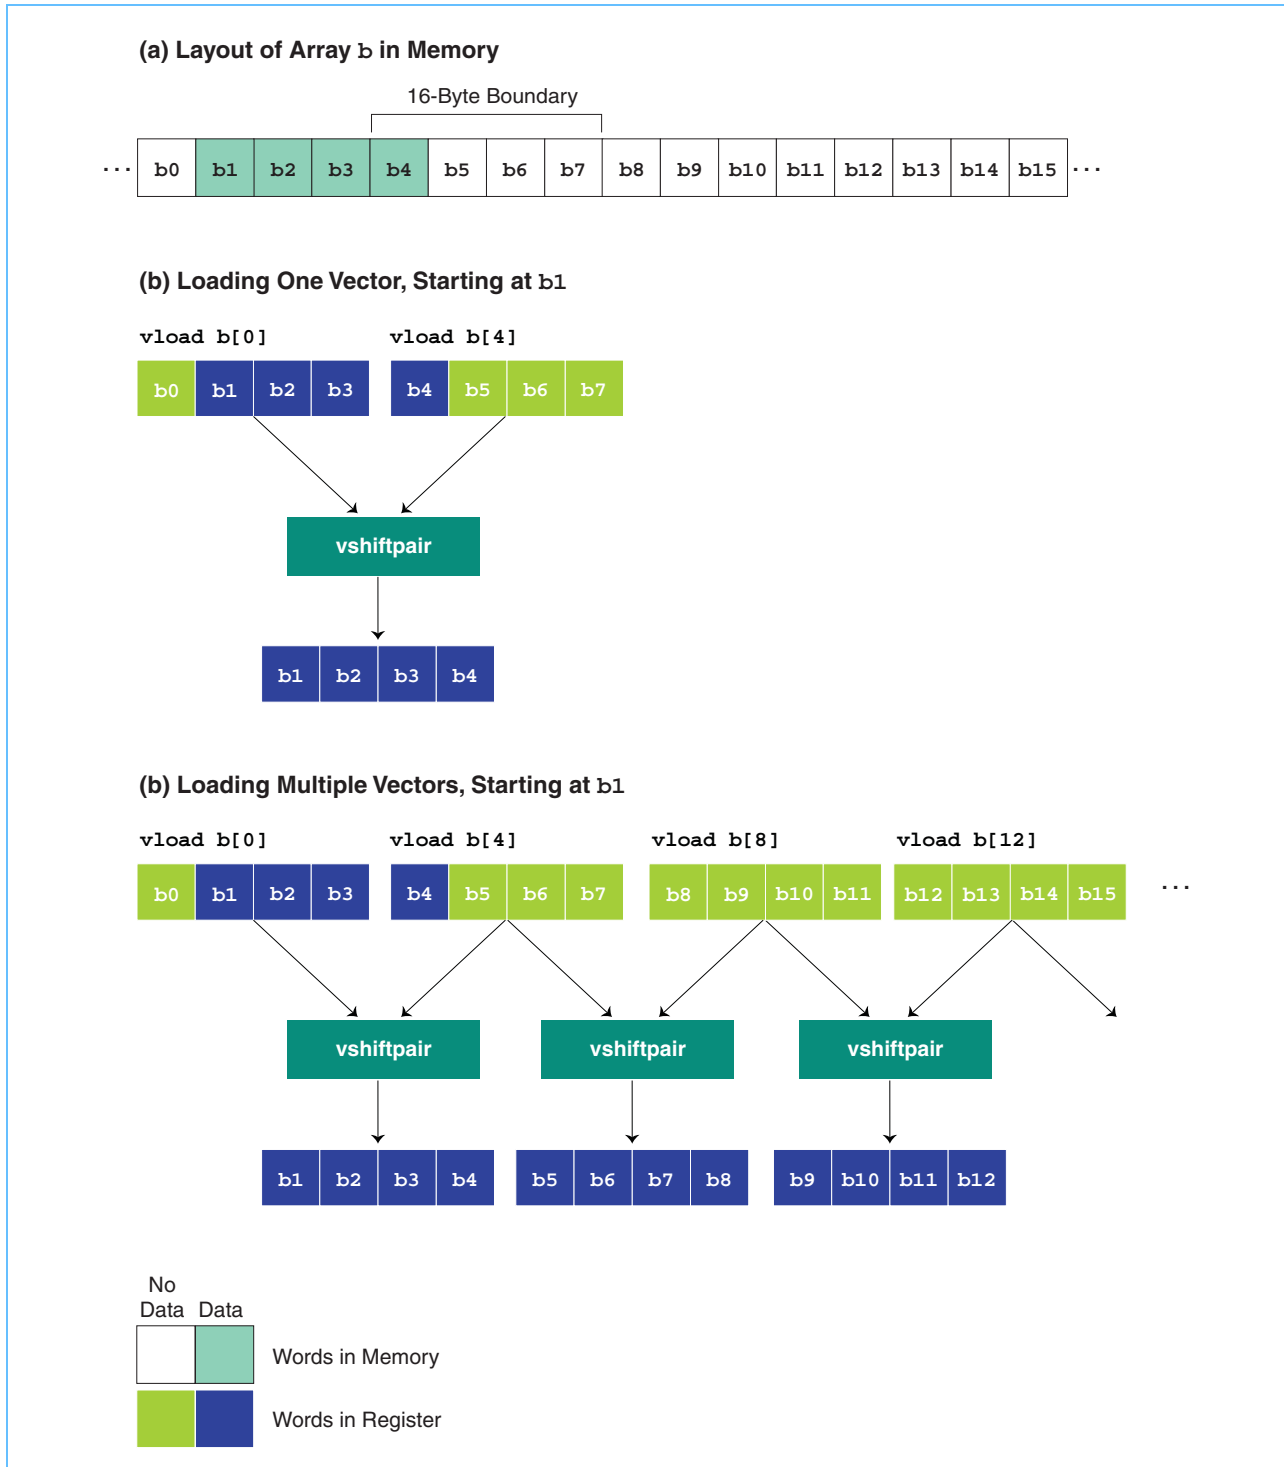 (a) Layout of Array b in Memory
16-Byte Boundary
... b0 b1 b2 b3 b4 b5 b6 b7 b8 b9 b10 b11 b12 b13 b14 b15 ...
(b) Loading One Vector, Starting at b1
vload b[0] vload b[4]
b0 b1 b2 b3 b4 b5 b6 b7
vshiftpair
b1 b2 b3 b4
(b) Loading Multiple Vectors, Starting at b1
vload b[0] vload b[4] vload b[8] vload b[12]
b0 b1 b2 b3 b4 b5 b6 b7 b8 b9 b10 b11 b12 b13 b14 b15 ...
vshiftpair vshiftpair vshiftpair
b1 b2 b3 b4 b5 b6 b7 b8 b9 b10 b11 b12
No
Data Data
Words in Memory
Words in Register